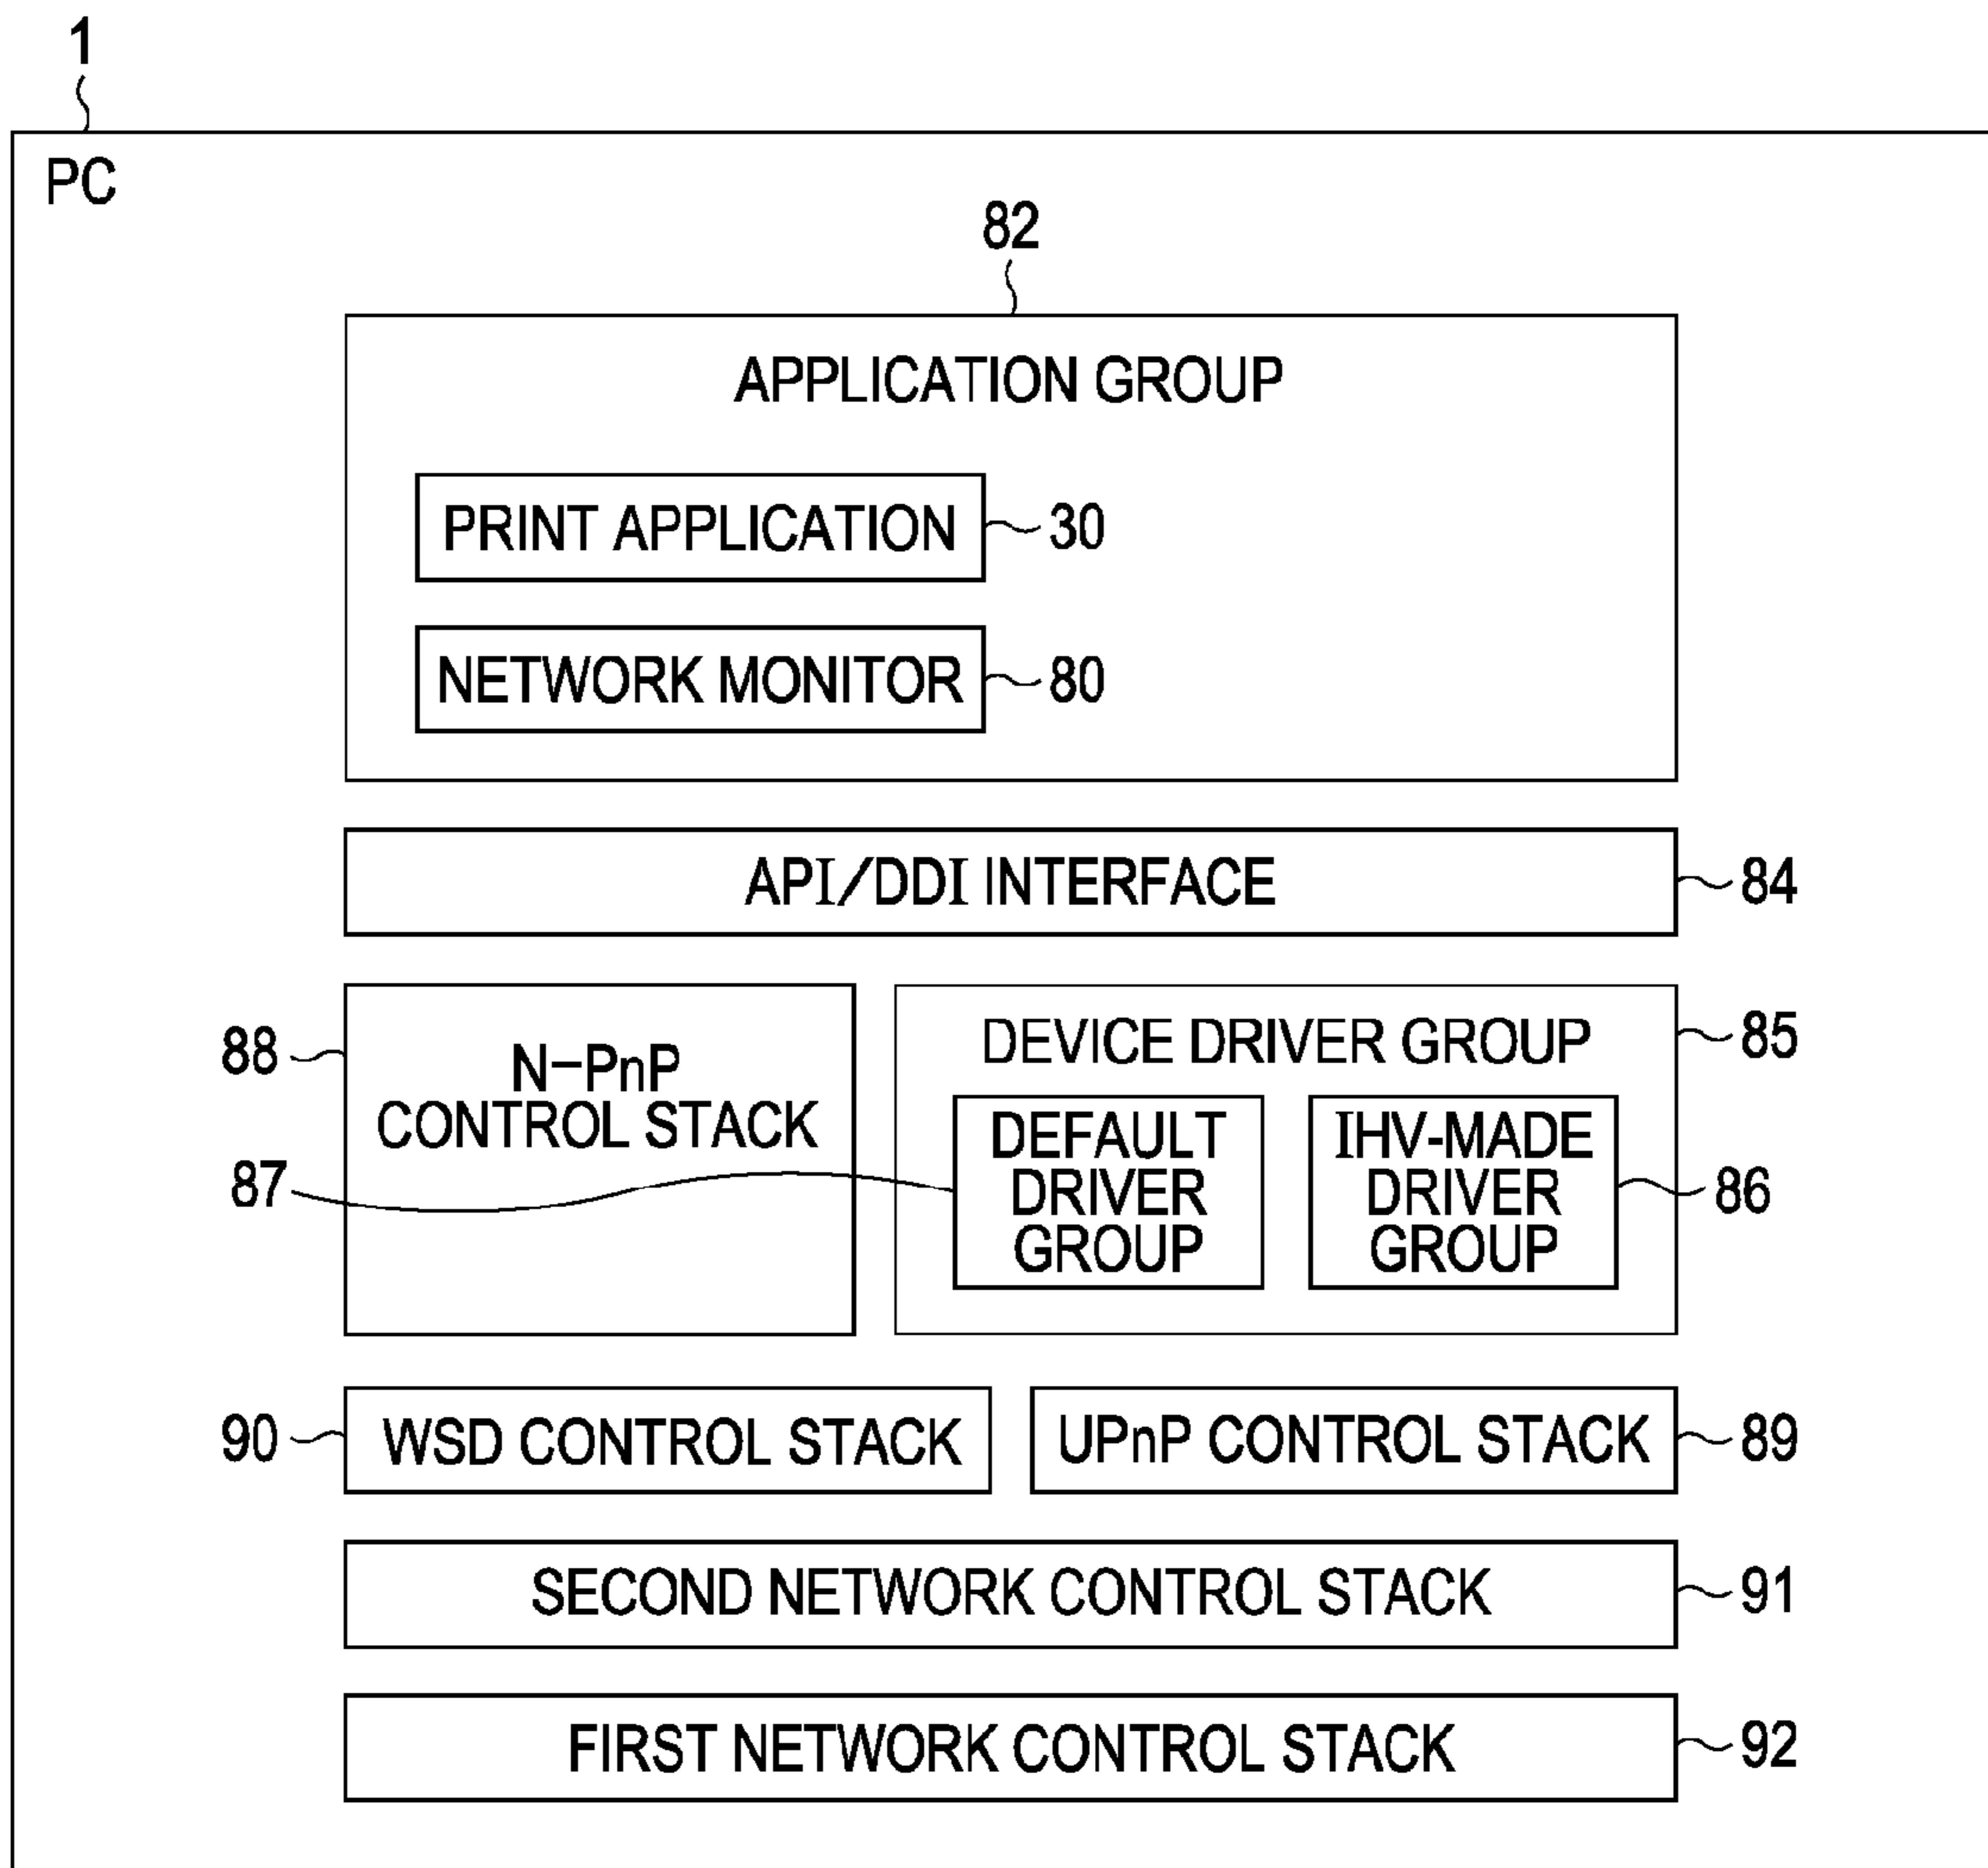 1
PC
82
APPLICATION GROUP
PRINT APPLICATION
30
NETWORK MONITOR
80
API/DDI INTERFACE
84
88
N-PnP
CONTROL STACK
DEVICE DRIVER GROUP
85
87
DEFAULT
DRIVER
GROUP
IHV-MADE
DRIVER
GROUP
86
90
WSD CONTROL STACK
UPnP CONTROL STACK
89
SECOND NETWORK CONTROL STACK
91
FIRST NETWORK CONTROL STACK
92